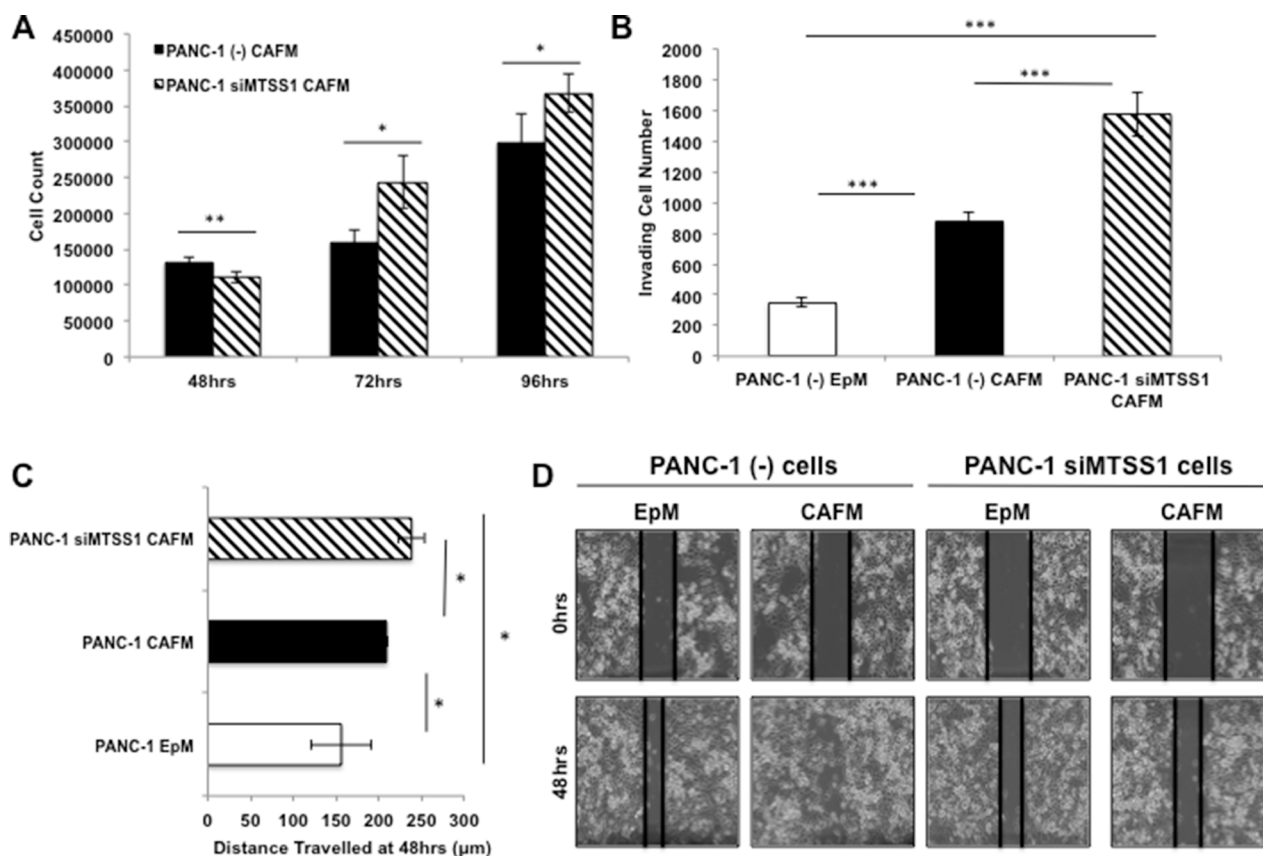 A
450000
400000
350000
300000
250000
200000
150000
100000
50000
0
Cell Count
PANC-1 (-) CAFM
PANC-1 siMTSS1 CAFM
**
*
*
48hrs
72hrs
96hrs
B
2000
1800
1600
1400
1200
1000
800
600
400
200
0
Invading Cell Number
***
***
***
PANC-1 (-) EpM
PANC-1 (-) CAFM
PANC-1 siMTSS1
CAFM
C
PANC-1 siMTSS1 CAFM
PANC-1 CAFM
PANC-1 EpM
*
*
*
0 50 100 150 200 250 300
Distance Travelled at 48hrs (µm)
D
PANC-1 (-) cells
PANC-1 siMTSS1 cells
EpM
CAFM
EpM
CAFM
0hrs
48hrs